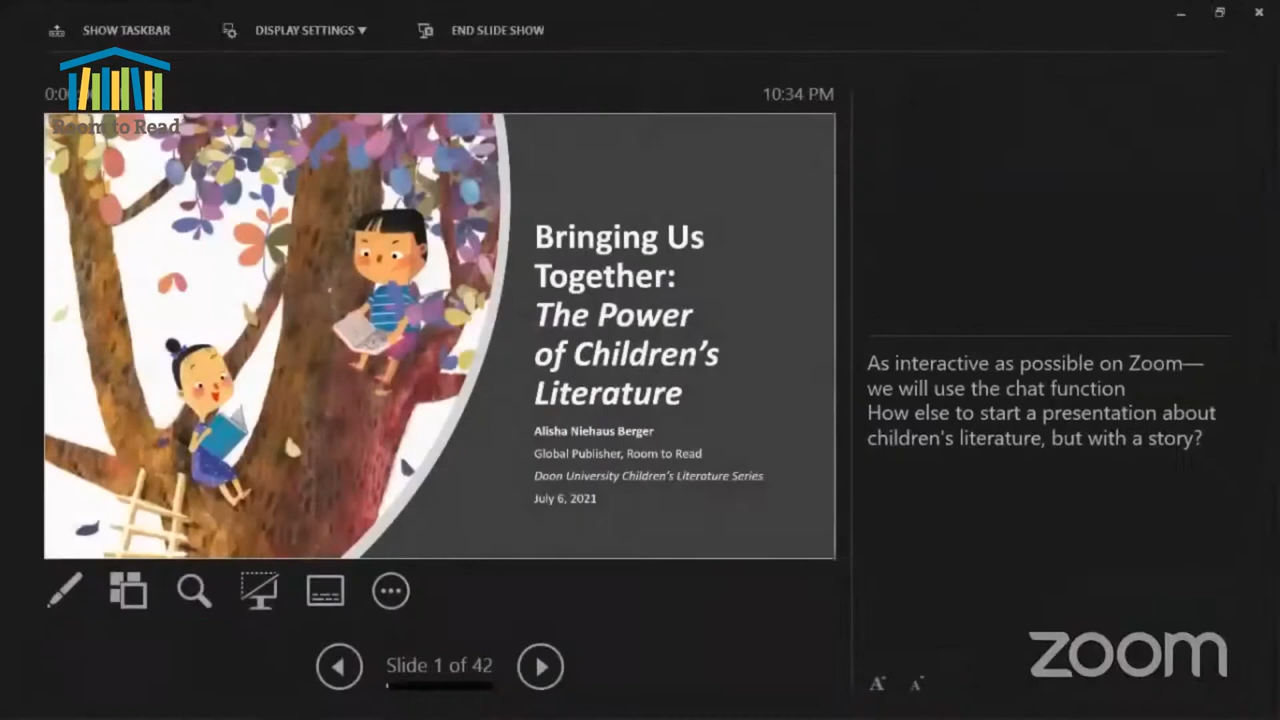 SHOW TASKBAR
DISPLAY SETTINGS ▼
END SLIDE SHOW
10:34 PM
Room to Read
Bringing Us
Together:
The Power
of Children's
Literature
Alisha Niehaus Berger
Global Publisher, Room to Read
Doon University Children's Literature Series
July 6, 2021
As interactive as possible on Zoom—
we will use the chat function
How else to start a presentation about
children's literature, but with a story?
Slide 1 of 42
A A
zoom